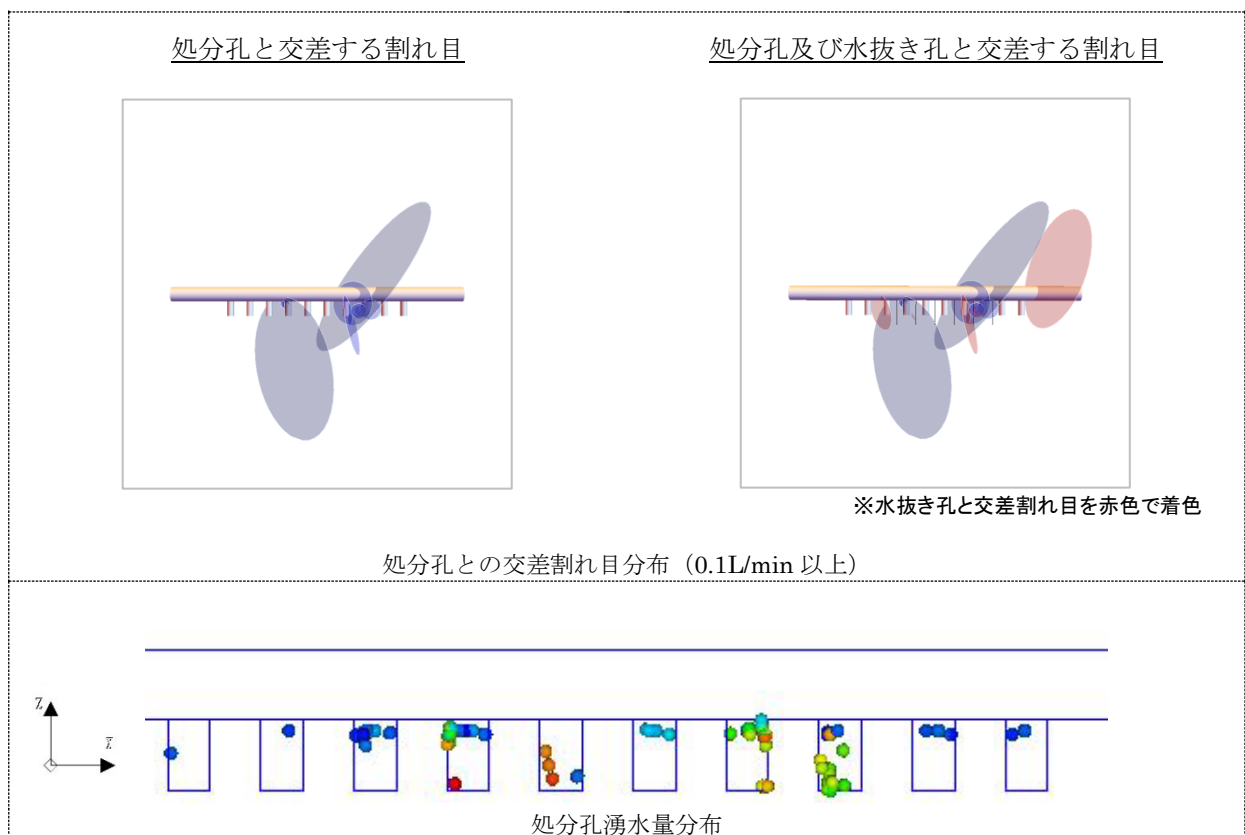 処分孔と交差する割れ目
処分孔及び水抜き孔と交差する割れ目
※水抜き孔と交差割れ目を赤色で着色
処分孔との交差割れ目分布（0.1L/min 以上）
Z
処分孔湧水量分布